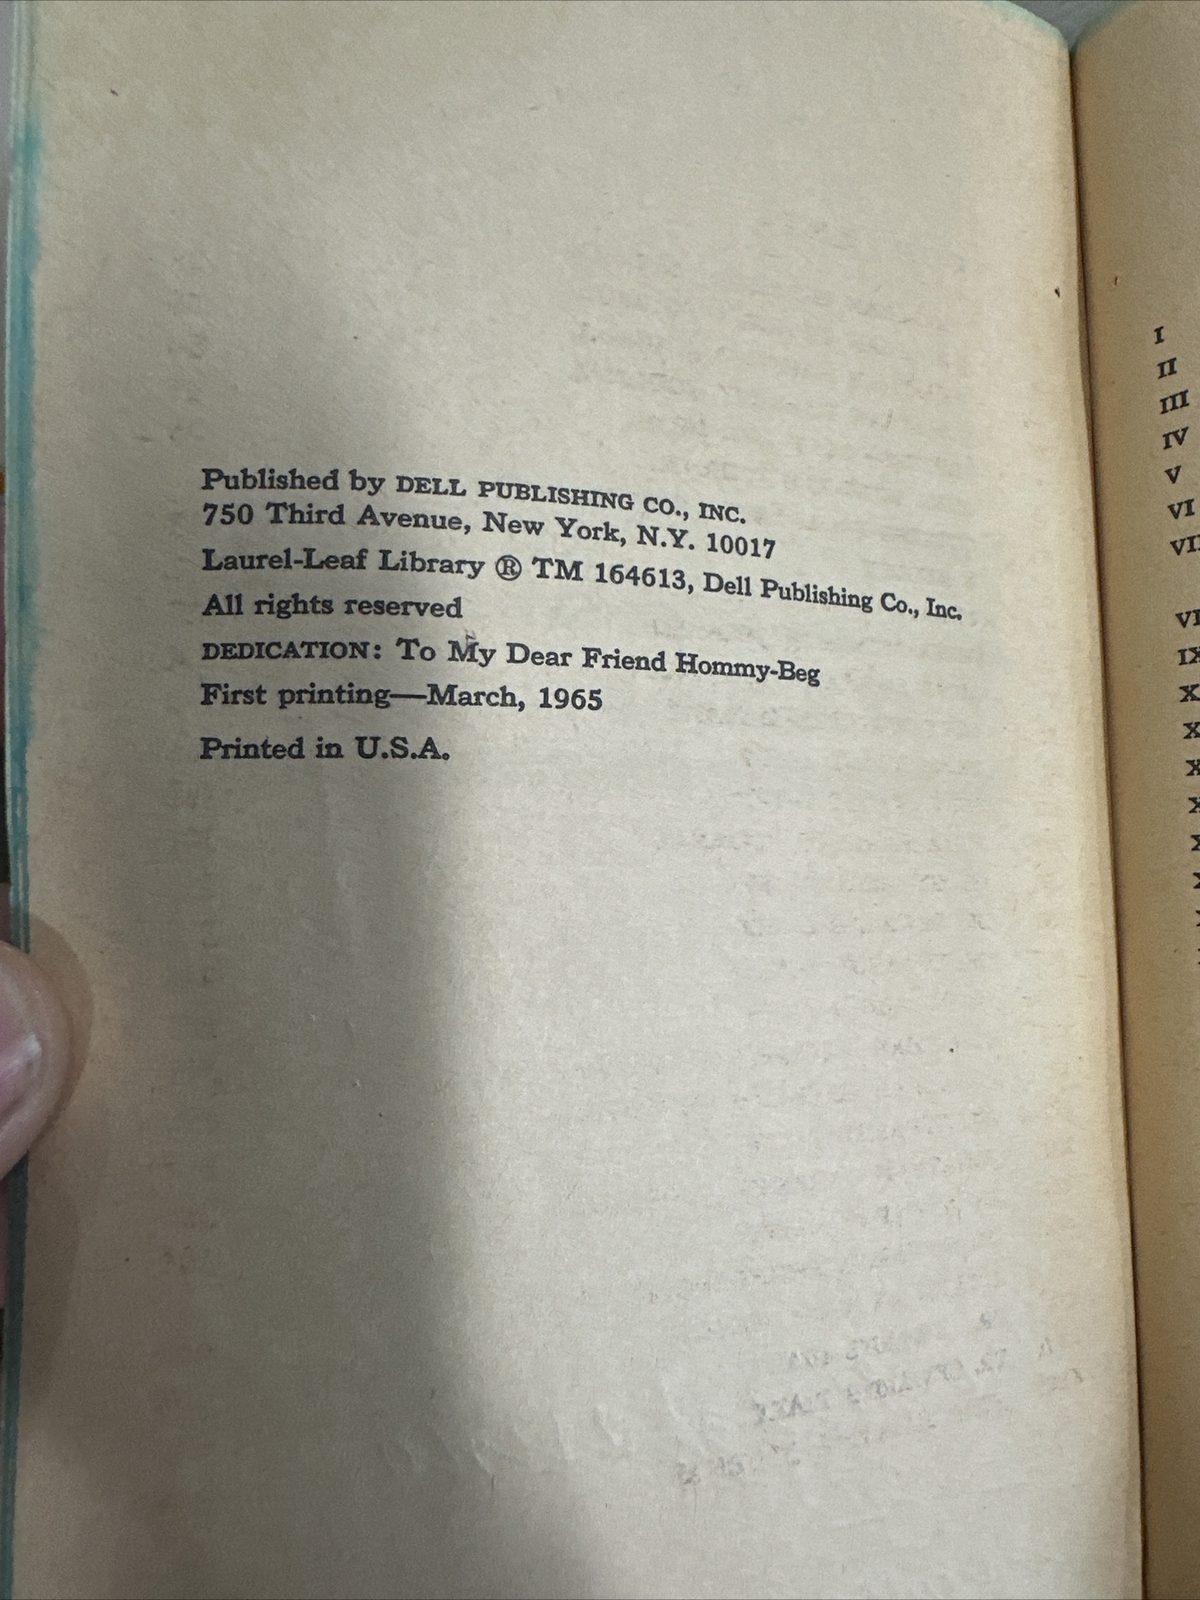 Published by DELL PUBLISHING CO., INC.
750 Third Avenue, New York, N.Y. 10017
Laurel-Leaf Library ® TM 164613, Dell Publishing Co., Inc.
All rights reserved
DEDICATION: To My Dear Friend Hommy-Beg
First printing—March, 1965
Printed in U.S.A.
I
II
III
IV
V
VI